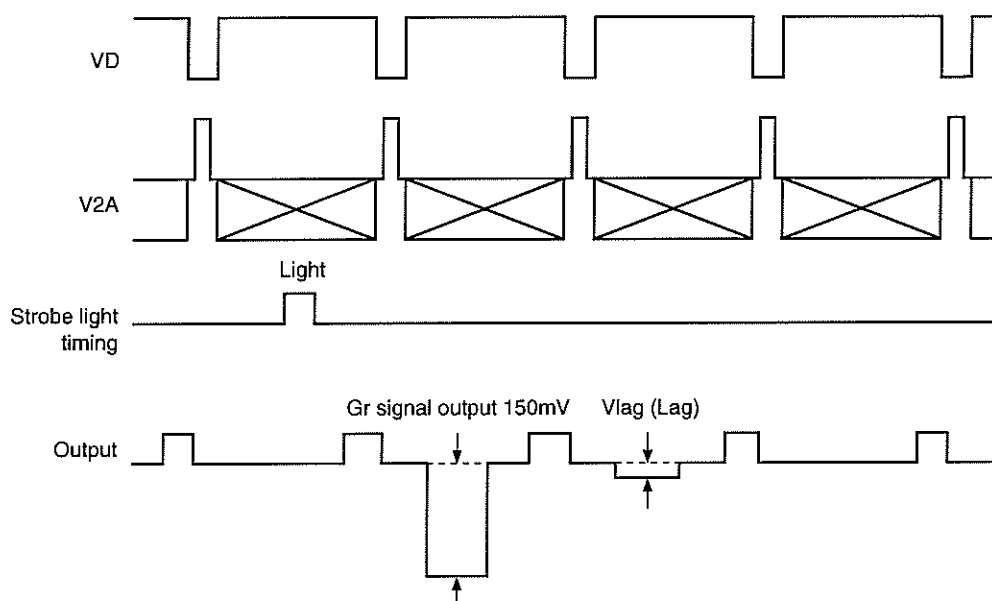 VD
V2A
Light
Strobe light
timing
Gr signal output 150mV
Vlag (Lag)
Output